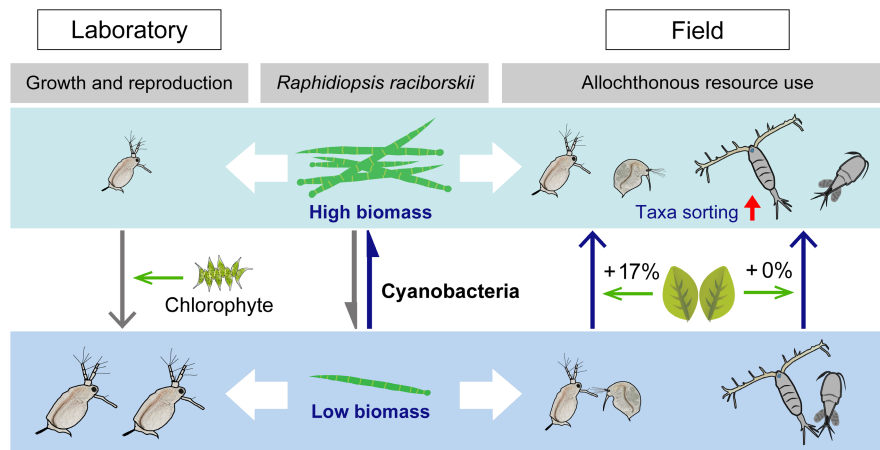 Laboratory
Field
Growth and reproduction
Raphidiopsis raciborskii
Allochthonous resource use
High biomass
Taxa sorting
Chlorophyte
Cyanobacteria
+17%
+0%
Low biomass